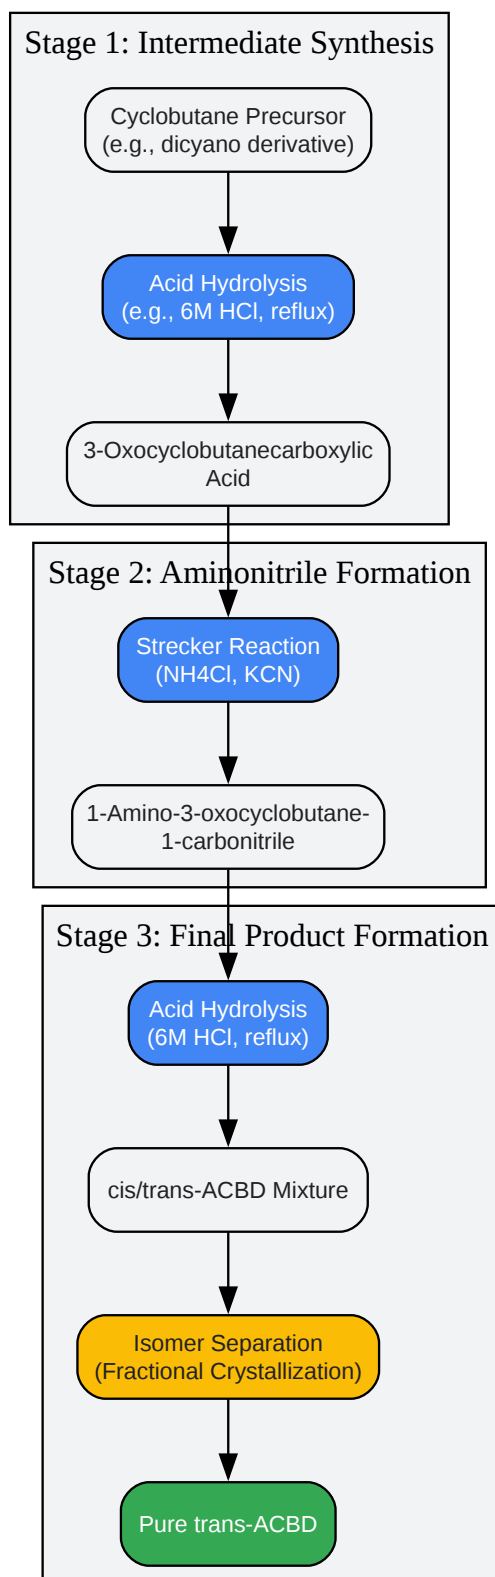 Stage 1: Intermediate Synthesis
Cyclobutane Precursor
(e.g., dicyano derivative)
Acid Hydrolysis
(e.g., 6M HCl, reflux)
3-Oxocyclobutanecarboxylic
Acid
Stage 2: Aminonitrile Formation
Strecker Reaction
(NH4Cl, KCN)
1-Amino-3-oxocyclobutane-
1-carbonitrile
Stage 3: Final Product Formation
Acid Hydrolysis
(6M HCl, reflux)
cis/trans-ACBD Mixture
Isomer Separation
(Fractional Crystallization)
Pure trans-ACBD